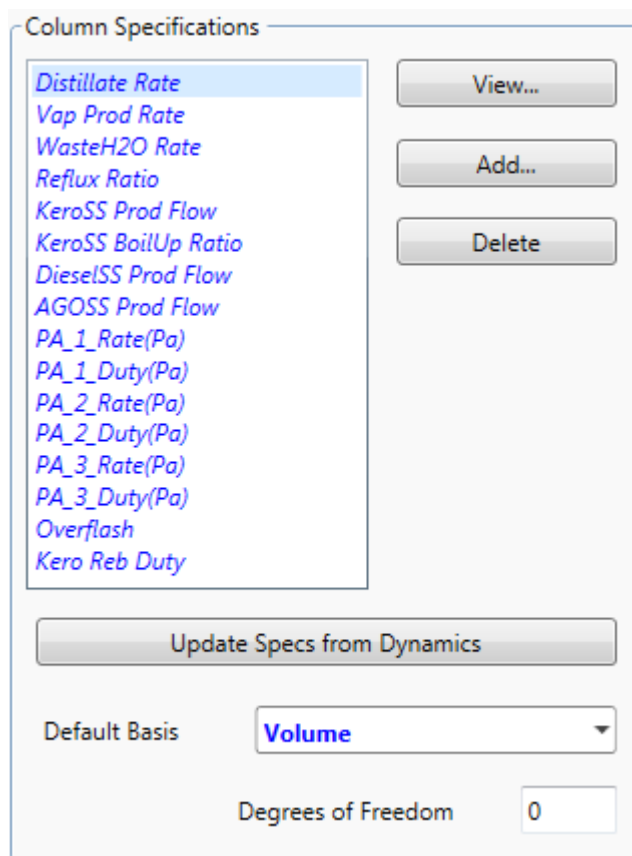 Column Specifications
Distillate Rate
Vap Prod Rate
WasteH2O Rate
Reflux Ratio
KeroSS Prod Flow
KeroSS BoilUp Ratio
DieselSS Prod Flow
AGOSS Prod Flow
PA_1_Rate(Pa)
PA_1_Duty(Pa)
PA_2_Rate(Pa)
PA_2_Duty(Pa)
PA_3_Rate(Pa)
PA_3_Duty(Pa)
Overflash
Kero Reb Duty
View...
Add...
Delete
Update Specs from Dynamics
Default Basis Volume
Degrees of Freedom 0